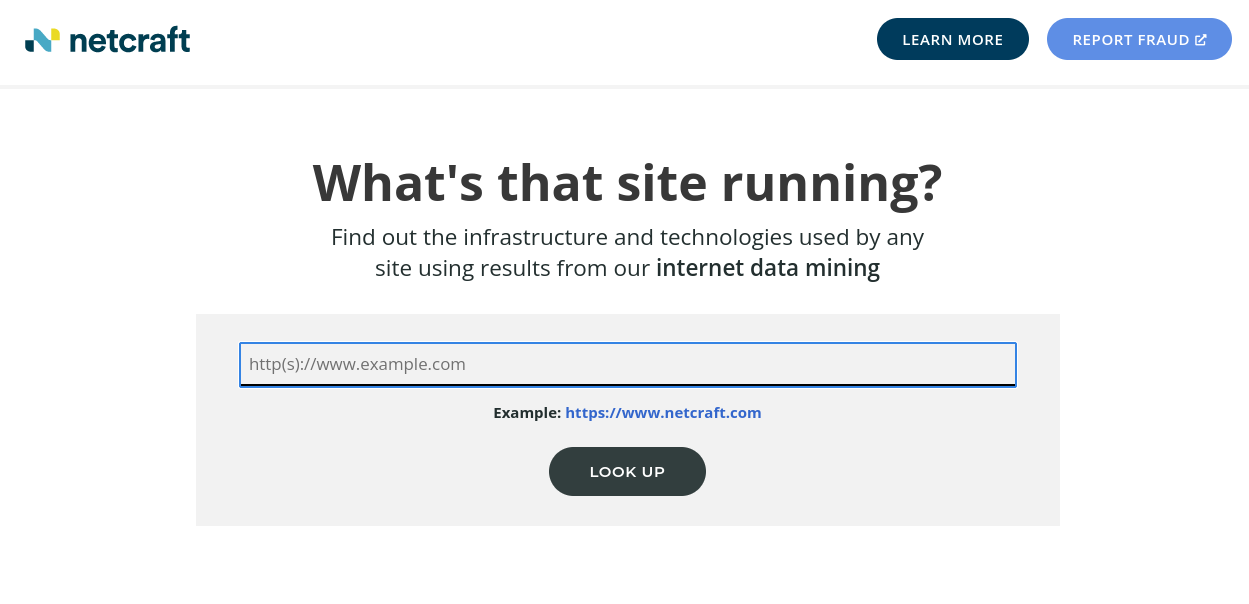 netcraft
LEARN MORE
REPORT FRAUD
What's that site running?
Find out the infrastructure and technologies used by any
site using results from our internet data mining
http(s)://www.example.com
Example: https://www.netcraft.com
LOOK UP